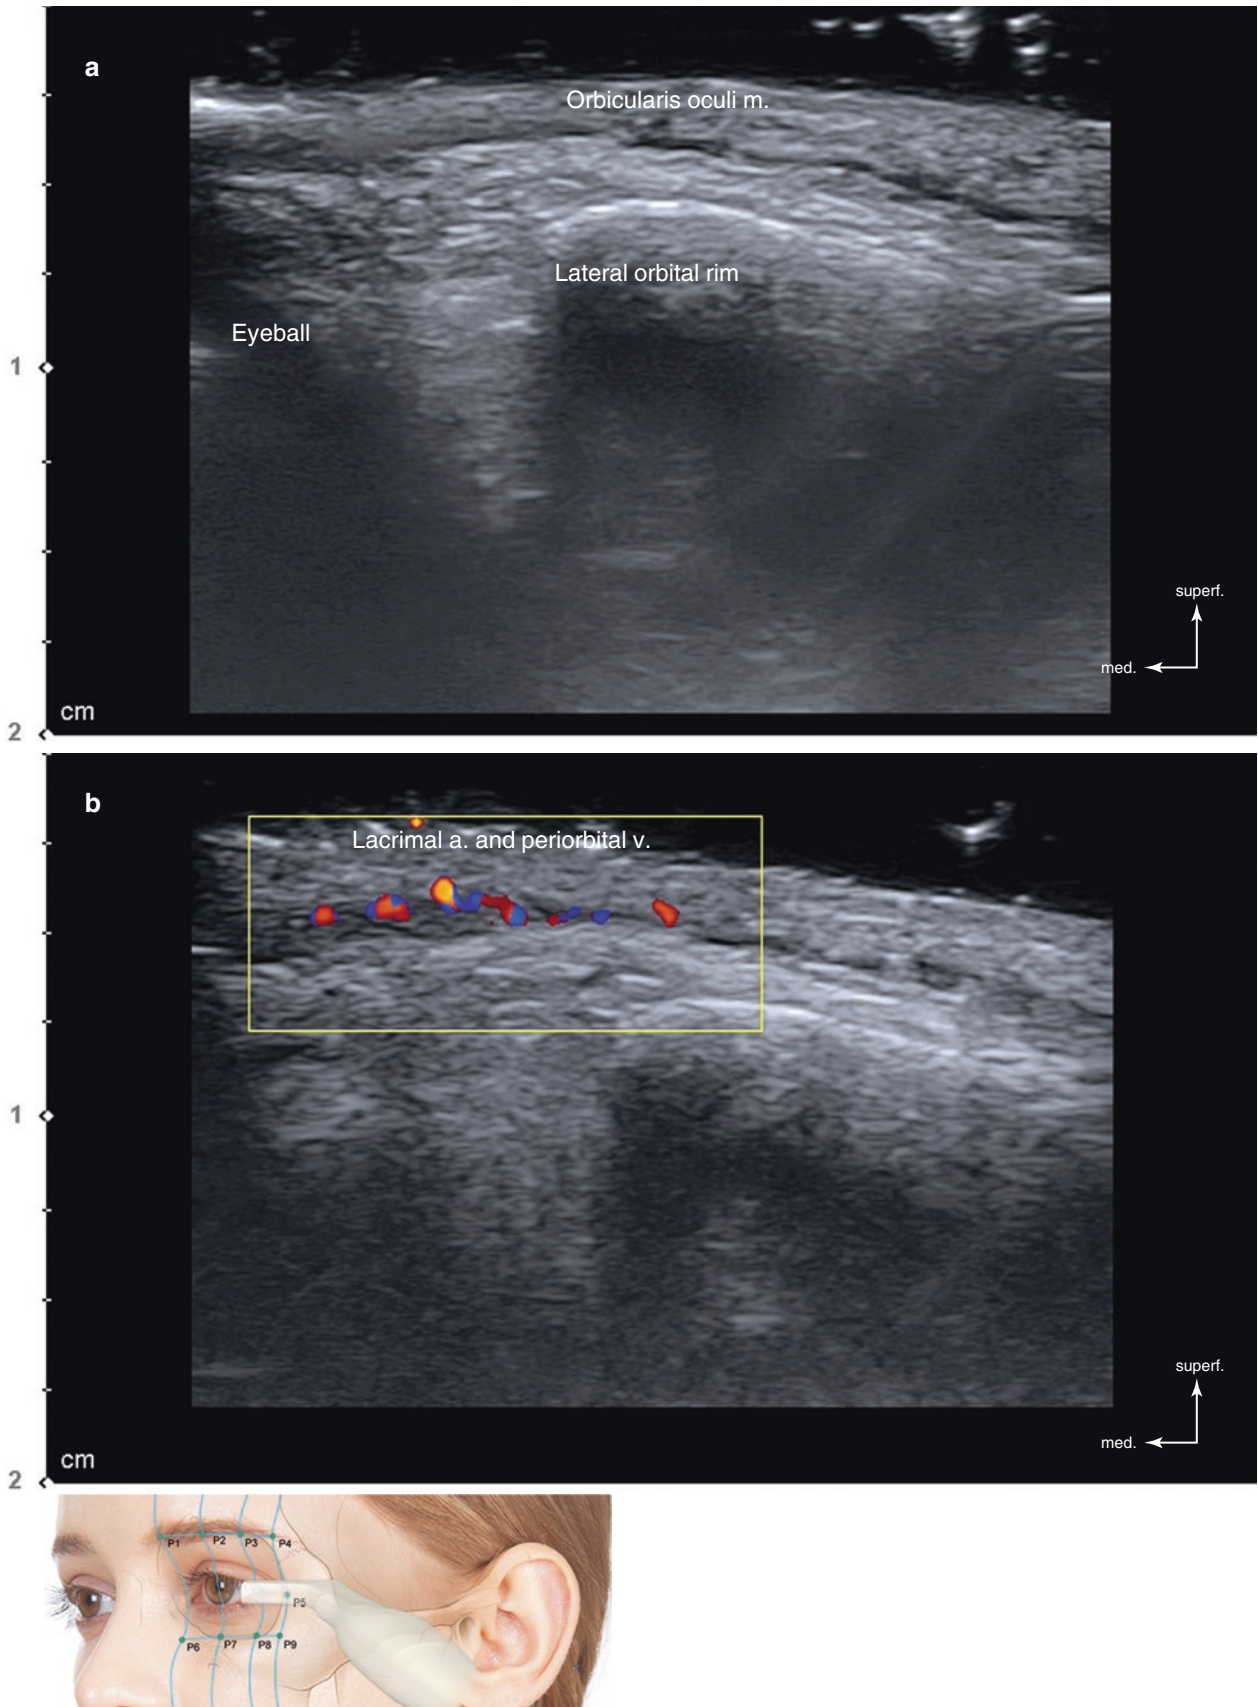 a
Orbicularis oculi m.
Lateral orbital rim
Eyeball
1
superf.
med.
cm
2
b
Lacrimal a. and periorbital v.
1
superf.
med.
cm
2
P1 P2 P3 P4
P5
P6 P7 P8 P9